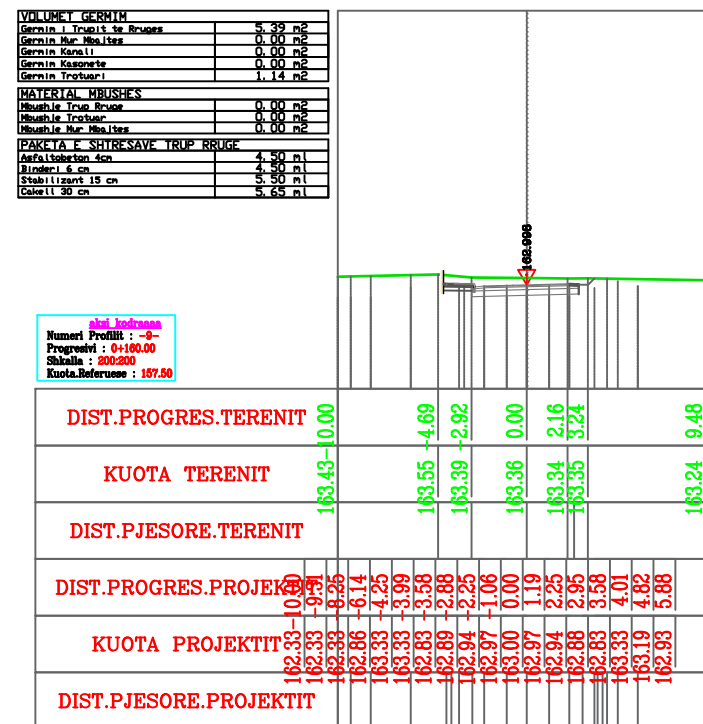 VOLUMET GERMIM
Germim i Trupit te Rruges 5.39 m2
Germim Mur Mbajtes 0.00 m2
Germim Kanali 0.00 m2
Germim Kasonete 0.00 m2
Germim Trotuari 1.14 m2
MATERIAL MBUSHES
Mbushje Trup Rruge 0.00 m2
Mbushje Trotuar 0.00 m2
Mbushje Mur Mbajtes 0.00 m2
PAKETA E SHTRESAVE TRUP RRUGE
Asfaltobeton 4cm 4.50 ml
Binderi 6 cm 4.50 ml
Stabilizant 15 cm 5.50 ml
Cakell 30 cm 5.65 ml
162.998
aksi kodraaaa
Numeri Profilit : -9-
Progresivi : 0+160.00
Shkalla : 200:200
Kuota.Referuese : 157.50
DIST.PROGRES.TERENIT -10.00 -4.69 -2.92 0.00 2.16 3.24 9.48
KUOTA TERENIT 163.43 163.55 163.39 163.36 163.34 163.35 163.24
DIST.PJESORE.TERENIT
DIST.PROGRES.PROJEKTIT -10.00 -9.51 -8.25 -6.14 -4.25 -3.99 -3.58 -2.88 -2.25 -1.06 0.00 1.19 2.25 2.95 3.58 4.01 4.82 5.88
KUOTA PROJEKTIT 162.33 162.33 162.33 162.86 163.33 163.33 162.83 162.89 162.94 162.97 163.00 162.97 162.94 162.88 162.83 163.33 163.19 162.93
DIST.PJESORE.PROJEKTIT